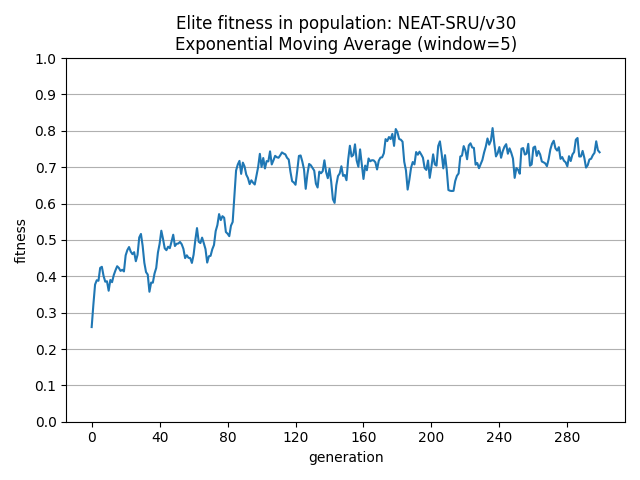 Elite fitness in population: NEAT-SRU/v30
Exponential Moving Average (window=5)
1.0
0.9
0.8
0.7
0.6
0.5
0.4
0.3
0.2
0.1
0.0
fitness
0 40 80 120 160 200 240 280
generation